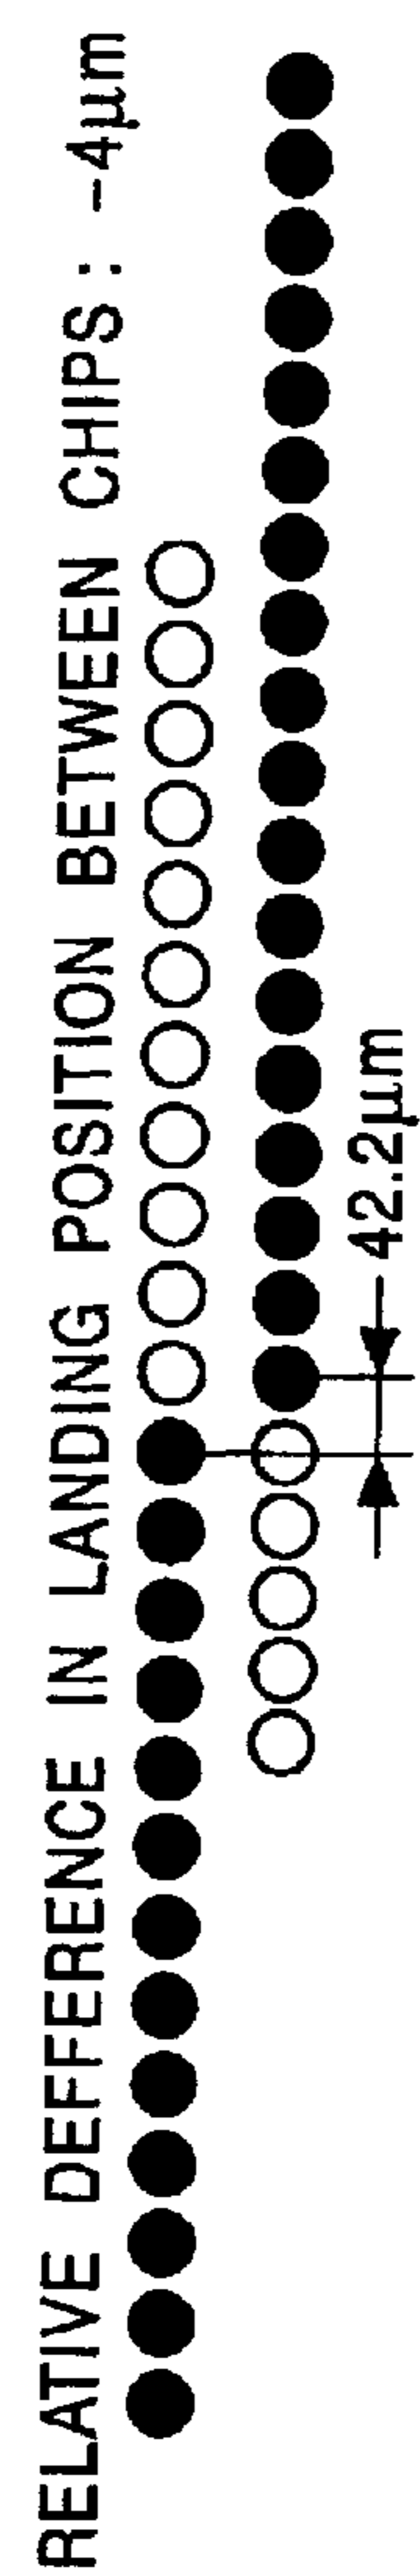 RELATIVE DEFFERENCE IN LANDING POSITION BETWEEN CHIPS: -4μm
42.2μm